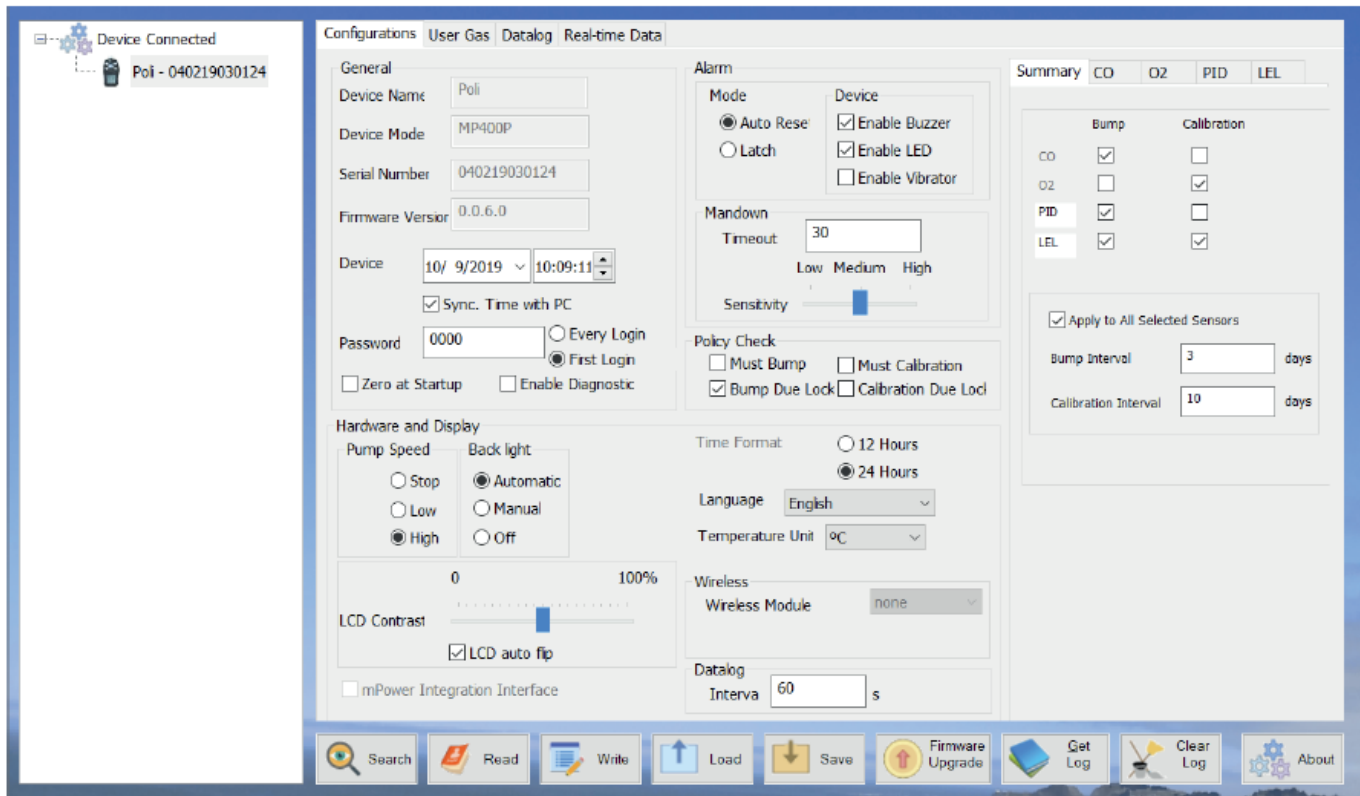 Device Connected
Poli - 040219030124
Configurations User Gas Datalog Real-time Data
General
Device Name Poli
Device Mode MP400P
Serial Number 040219030124
Firmware Versior 0.0.6.0
Device 10/ 9/2019 10:09:11
Sync. Time with PC
Password 0000
Every Login
First Login
Zero at Startup Enable Diagnostic
Alarm
Mode
Auto Rese
Latch
Device
Enable Buzzer
Enable LED
Enable Vibrator
Mandown
Timeout 30
Low Medium High
Sensitivity
Policy Check
Must Bump Must Calibration
Bump Due Lock Calibration Due Lock
Summary CO O2 PID LEL
Bump Calibration
CO
O2
PID
LEL
Apply to All Selected Sensors
Bump Interval 3 days
Calibration Interval 10 days
Hardware and Display
Pump Speed
Stop
Low
High
Back light
Automatic
Manual
Off
0 100%
LCD Contrast
LCD auto flip
mPower Integration Interface
Time Format 12 Hours
24 Hours
Language English
Temperature Unit ºC
Wireless
Wireless Module none
Datalog
Interva 60 s
Search Read Write Load Save Firmware Upgrade Get Log Clear Log About